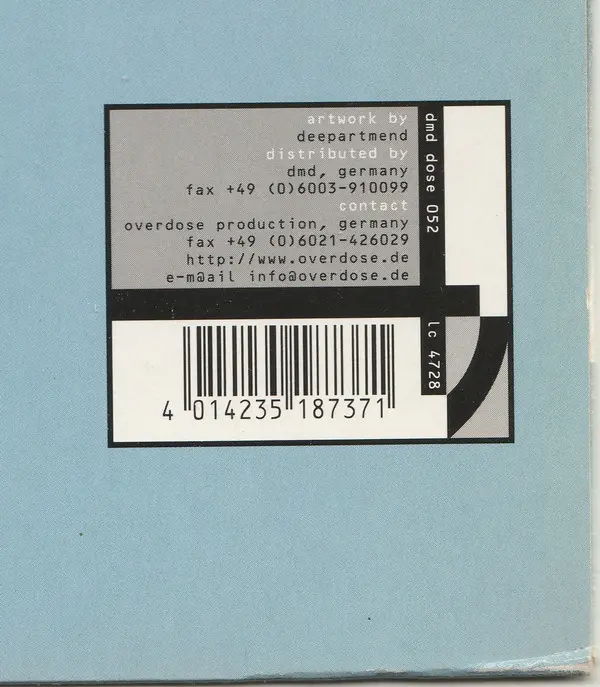 artwork by
deepartmend
distributed by
dmd, germany
fax +49 (0)6003-910099
contact
overdose production, germany
fax +49 (0)6021-426029
http://www.overdose.de
e-m@ail info@overdose.de
dmd dose 052
lc 4728
4 014235 187371